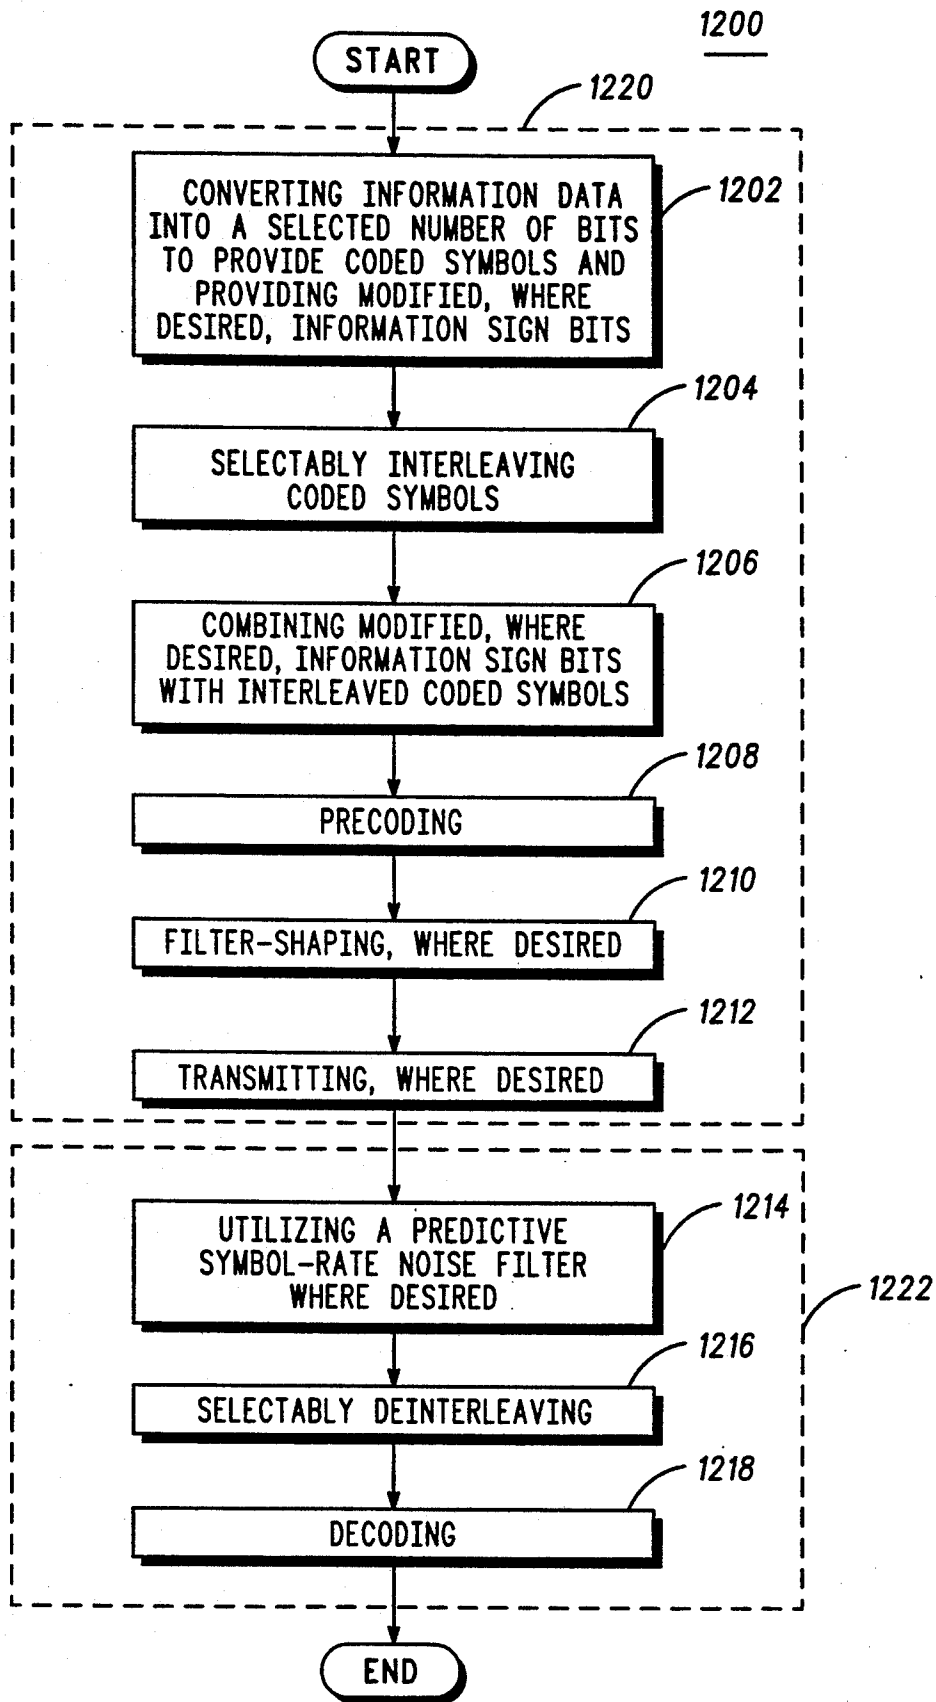 1200
START
1220
CONVERTING INFORMATION DATA
INTO A SELECTED NUMBER OF BITS
TO PROVIDE CODED SYMBOLS AND
PROVIDING MODIFIED, WHERE
DESIRED, INFORMATION SIGN BITS
1202
1204
SELECTABLY INTERLEAVING
CODED SYMBOLS
1206
COMBINING MODIFIED, WHERE
DESIRED, INFORMATION SIGN BITS
WITH INTERLEAVED CODED SYMBOLS
1208
PRECODING
1210
FILTER-SHAPING, WHERE DESIRED
1212
TRANSMITTING, WHERE DESIRED
1214
UTILIZING A PREDICTIVE
SYMBOL-RATE NOISE FILTER
WHERE DESIRED
1222
1216
SELECTABLY DEINTERLEAVING
1218
DECODING
END